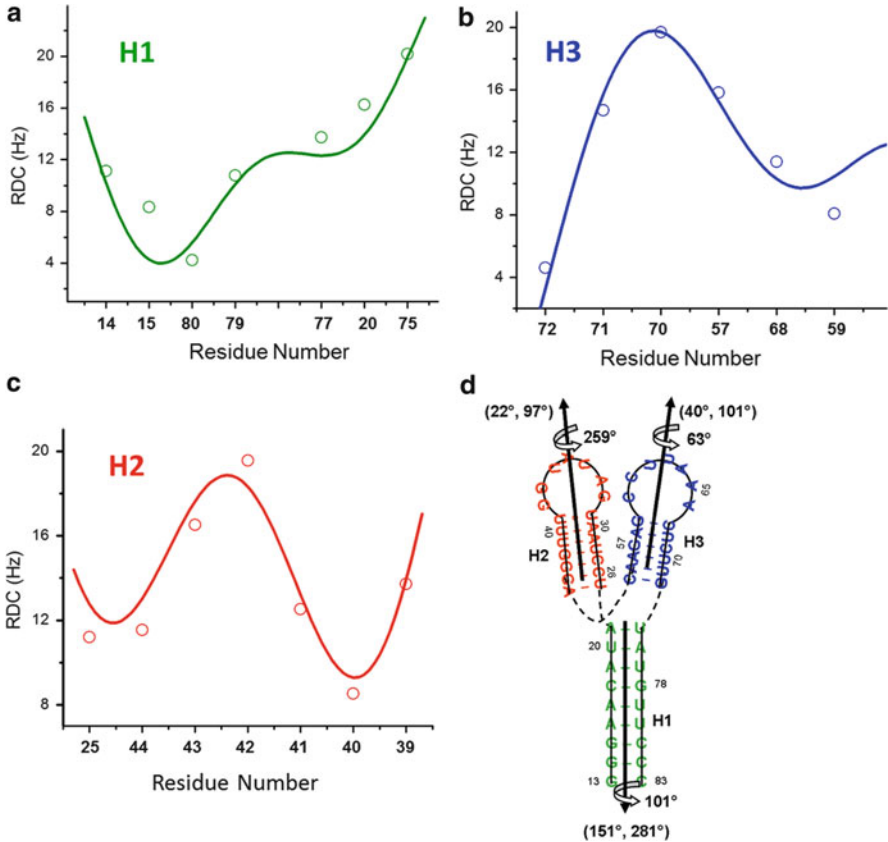 a
H1
RDC (Hz)
20
16
12
8
4
14 15 80 79 77 20 75
Residue Number
b
H3
RDC (Hz)
20
16
12
8
4
72 71 70 57 68 59
Residue Number
c
H2
RDC (Hz)
20
16
12
8
25 44 43 42 41 40 39
Residue Number
d
(22°, 97°)
(40°, 101°)
259°
63°
65
40
30
57
H2
26
70
H3
20
A U
U A
A U
C G
A U
A U
G C
G C
G C
78
H1
13
83
101°
(151°, 281°)